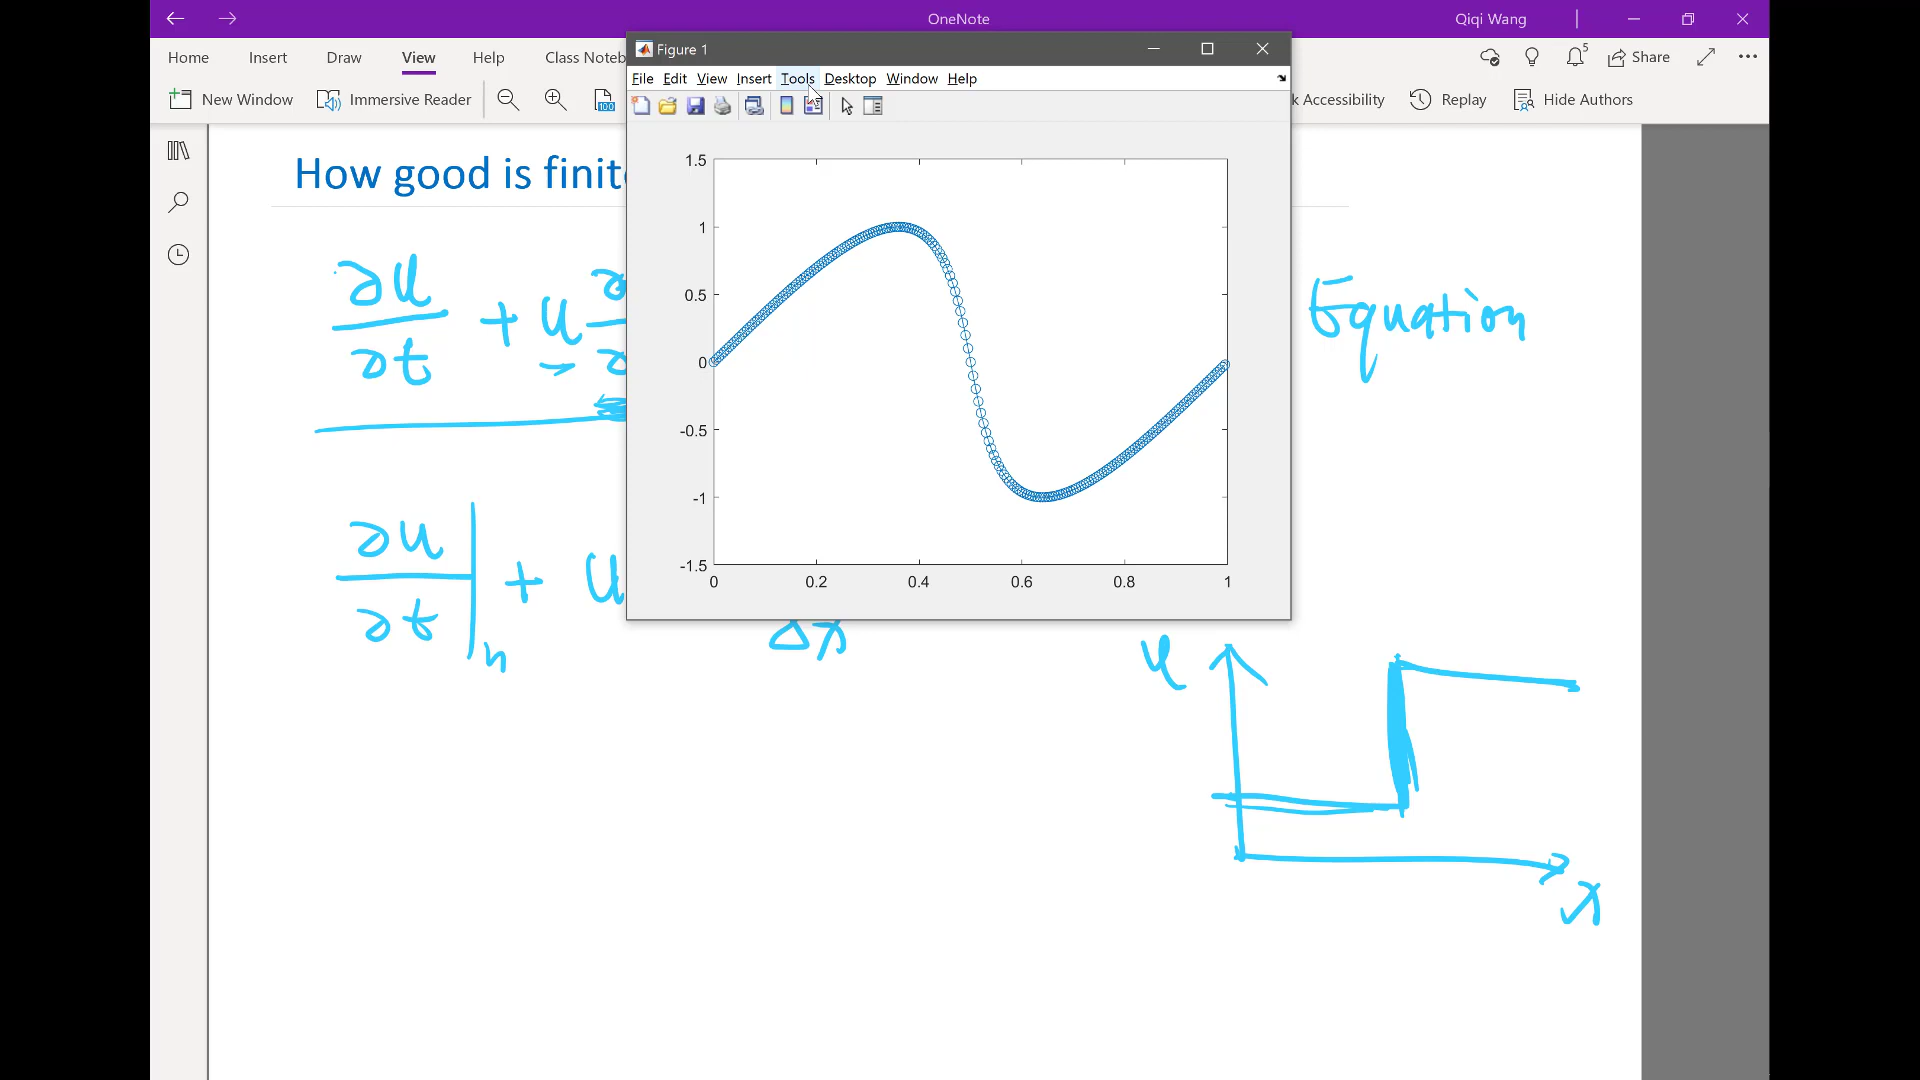 OneNote
Qiqi Wang
Home Insert Draw View Help Class Noteb
5
Share
New Window
Immersive Reader
100
k Accessibility
Replay
Hide Authors
Figure 1
File Edit View Insert Tools Desktop Window Help
How good is finit
1.5
1
0.5
0
-0.5
-1
-1.5
0 0.2 0.4 0.6 0.8 1
∂u/∂t + u ∂
Equation
∂u/∂t|n + u
Δx
u
x